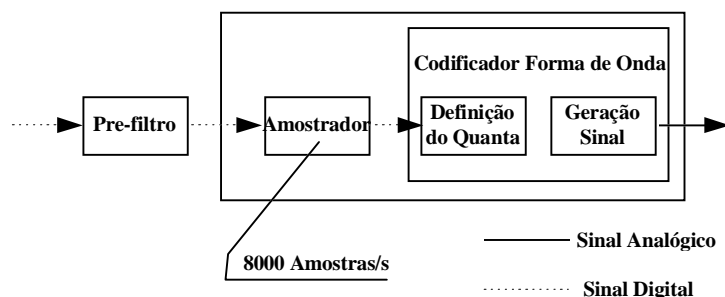 Codificador Forma de Onda
Pre-filtro
Amostrador
Definição
do Quanta
Geração
Sinal
8000 Amostras/s
Sinal Analógico
Sinal Digital